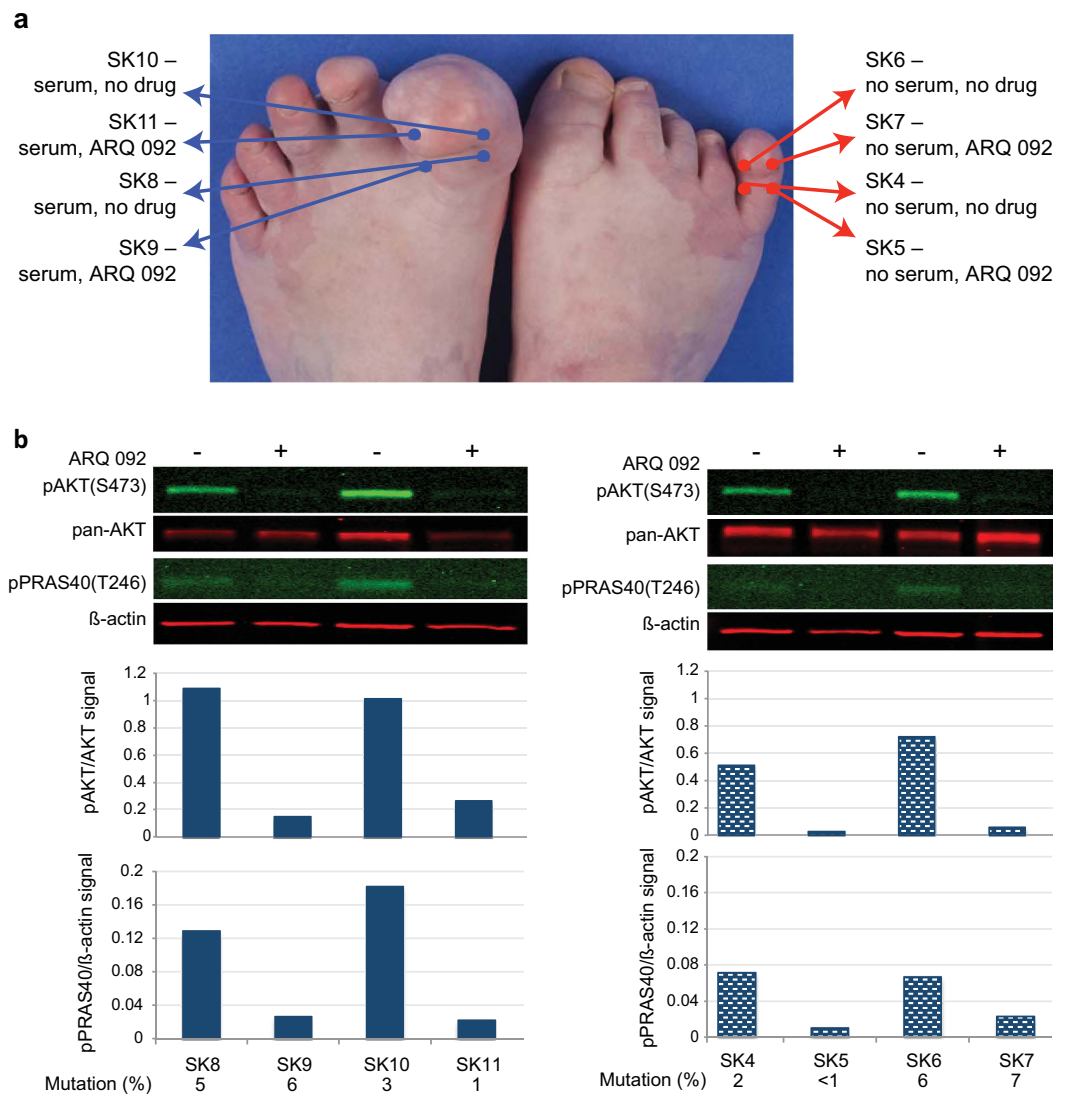 a
SK10 –
serum, no drug
SK11 –
serum, ARQ 092
SK8 –
serum, no drug
SK9 –
serum, ARQ 092
SK6 –
no serum, no drug
SK7 –
no serum, ARQ 092
SK4 –
no serum, no drug
SK5 –
no serum, ARQ 092
b
ARQ 092 - + - +
pAKT(S473)
pan-AKT
pPRAS40(T246)
ß-actin
pAKT/AKT signal
1.2
1
0.8
0.6
0.4
0.2
0
pPRAS40/ß-actin signal
0.2
0.16
0.12
0.08
0.04
0
SK8 SK9 SK10 SK11
Mutation (%) 5 6 3 1
ARQ 092 - + - +
pAKT(S473)
pan-AKT
pPRAS40(T246)
ß-actin
pAKT/AKT signal
1.2
1
0.8
0.6
0.4
0.2
0
pPRAS40/ß-actin signal
0.2
0.16
0.12
0.08
0.04
0
SK4 SK5 SK6 SK7
Mutation (%) 2 <1 6 7